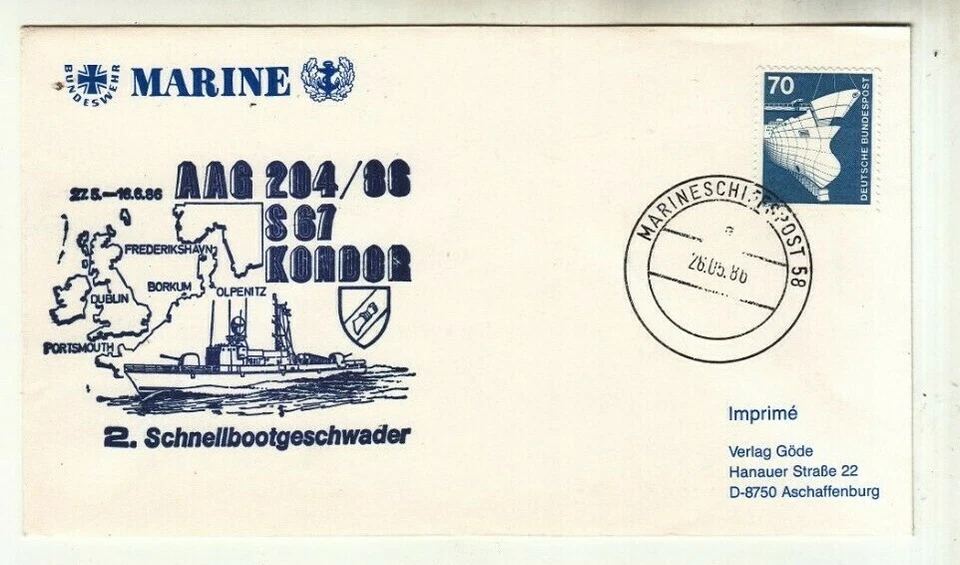 BUNDESWEHR
MARINE
70
DEUTSCHE BUNDESPOST
27.5.—16.6.86
AAG 204/86
S 67
KONDOR
FREDERIKSHAVN
BORKUM
OLPENITZ
DUBLIN
PORTSMOUTH
2. Schnellbootgeschwader
MARINESCHIFFSPOST 58
a
26.05.86
Imprimé
Verlag Göde
Hanauer Straße 22
D-8750 Aschaffenburg